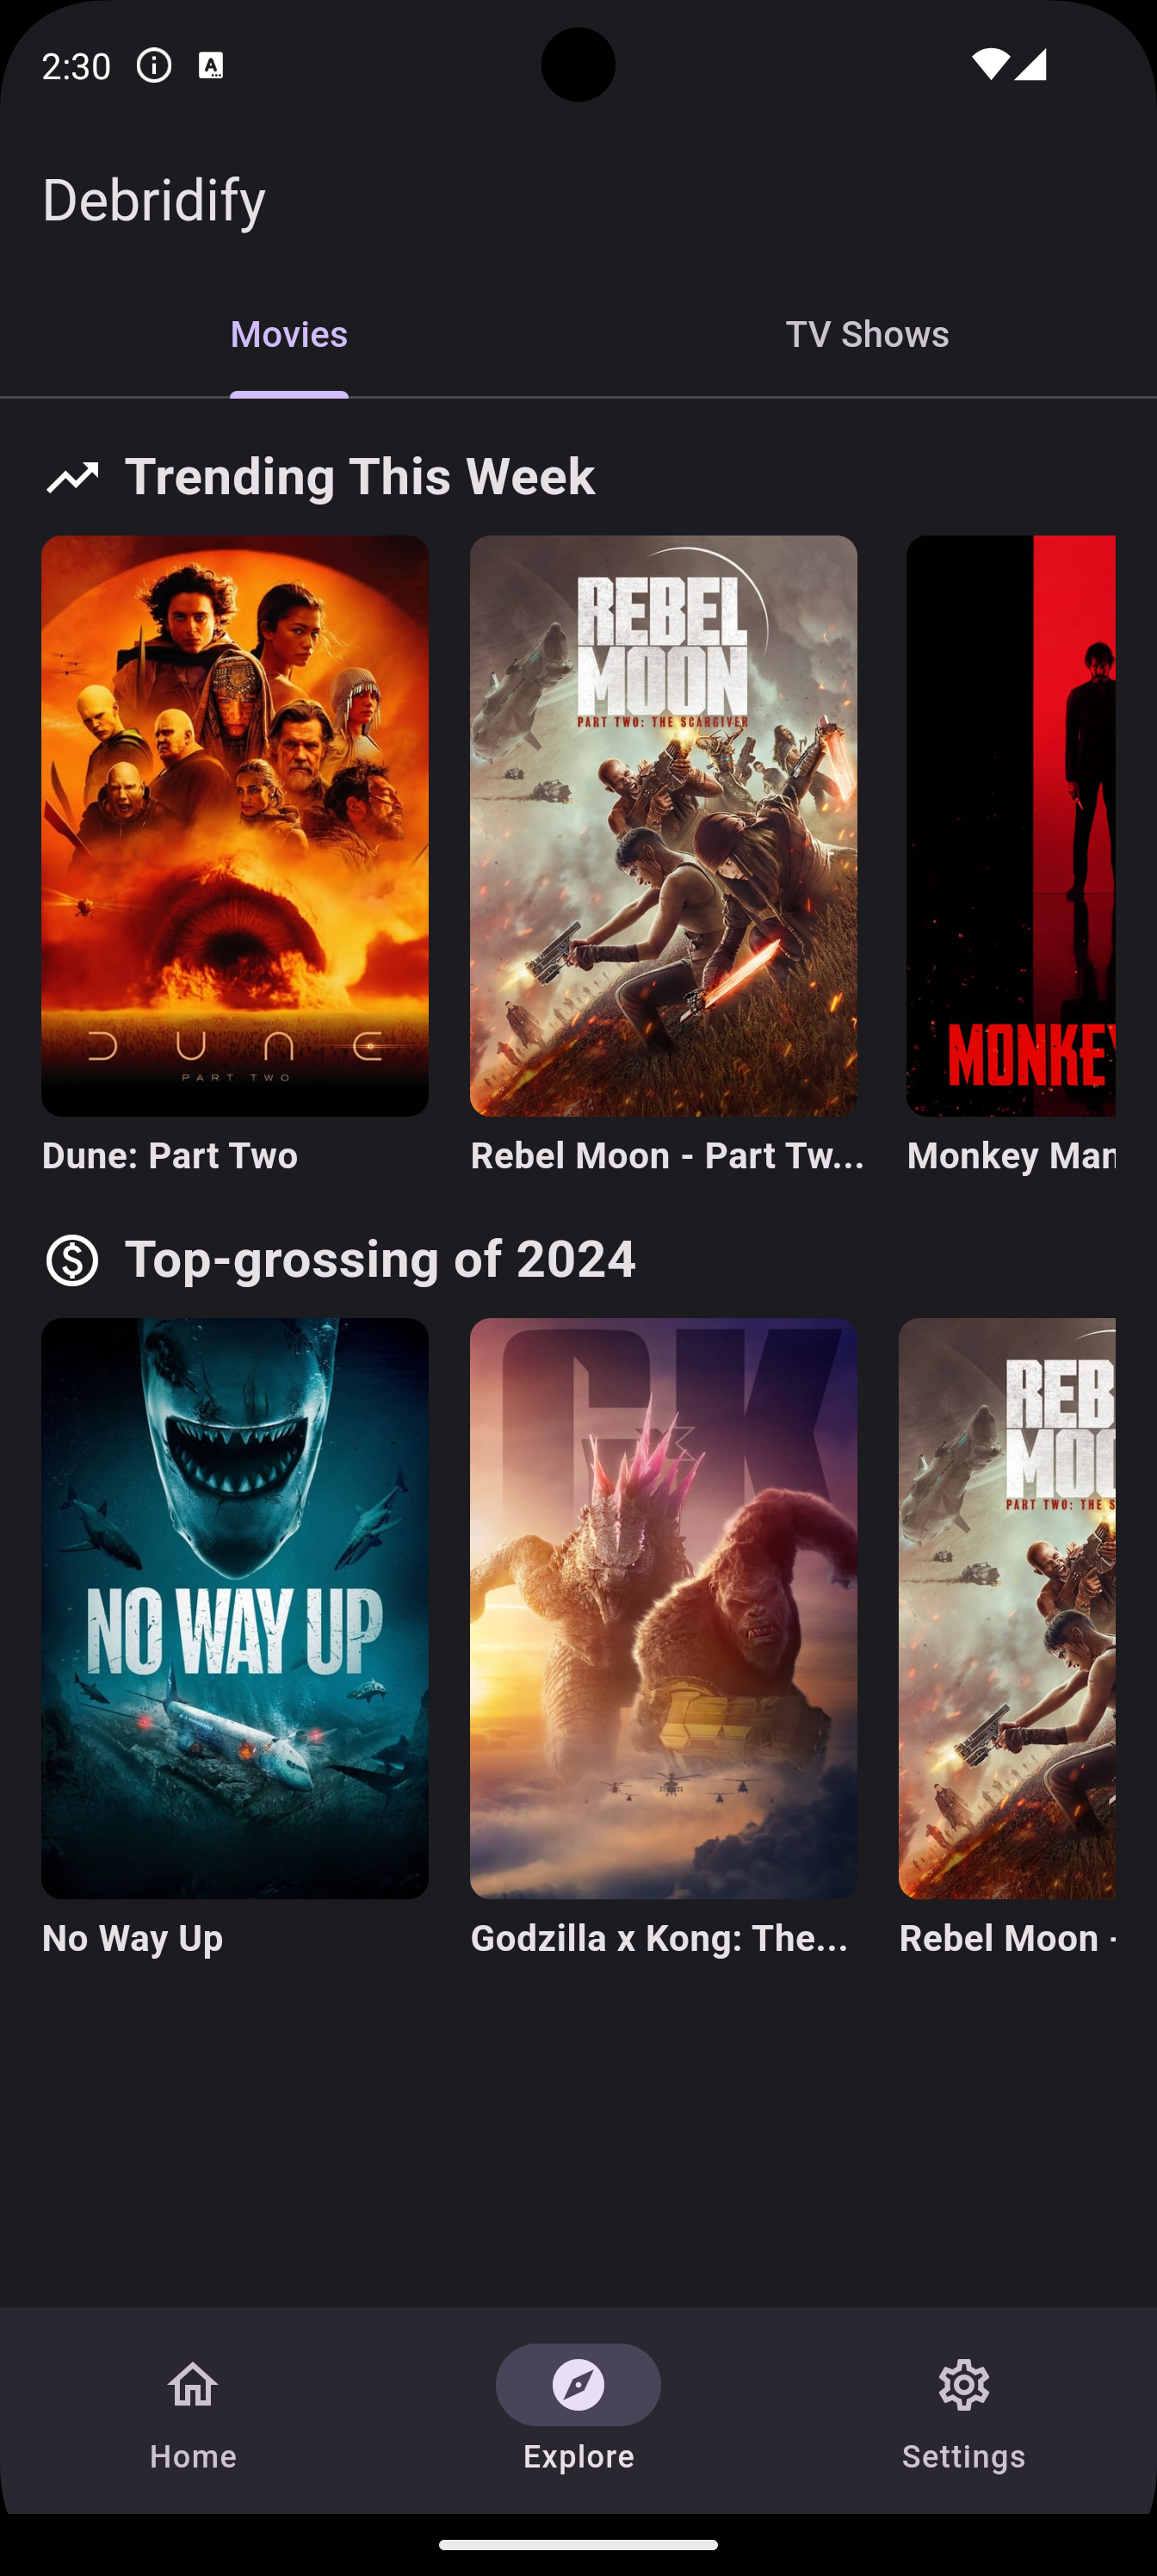 2:30
Debridify
Movies
TV Shows
Trending This Week
DUNE
PART TWO
REBEL
MOON
PART TWO: THE SCARGIVER
MONKEY
Dune: Part Two
Rebel Moon - Part Tw...
Monkey Man
Top-grossing of 2024
NO WAY UP
GK
REB
MOO
PART TWO: THE S
No Way Up
Godzilla x Kong: The...
Rebel Moon -
Home
Explore
Settings